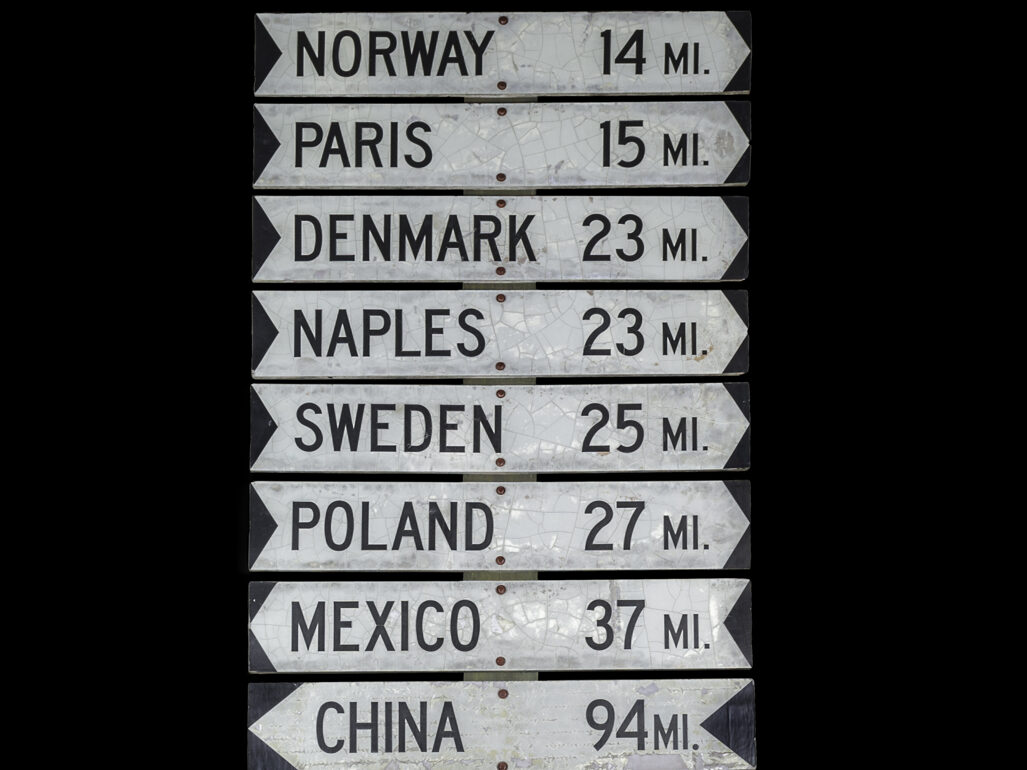 NORWAY 14 MI.
PARIS 15 MI.
DENMARK 23 MI.
NAPLES 23 MI.
SWEDEN 25 MI.
POLAND 27 MI.
MEXICO 37 MI.
CHINA 94 MI.